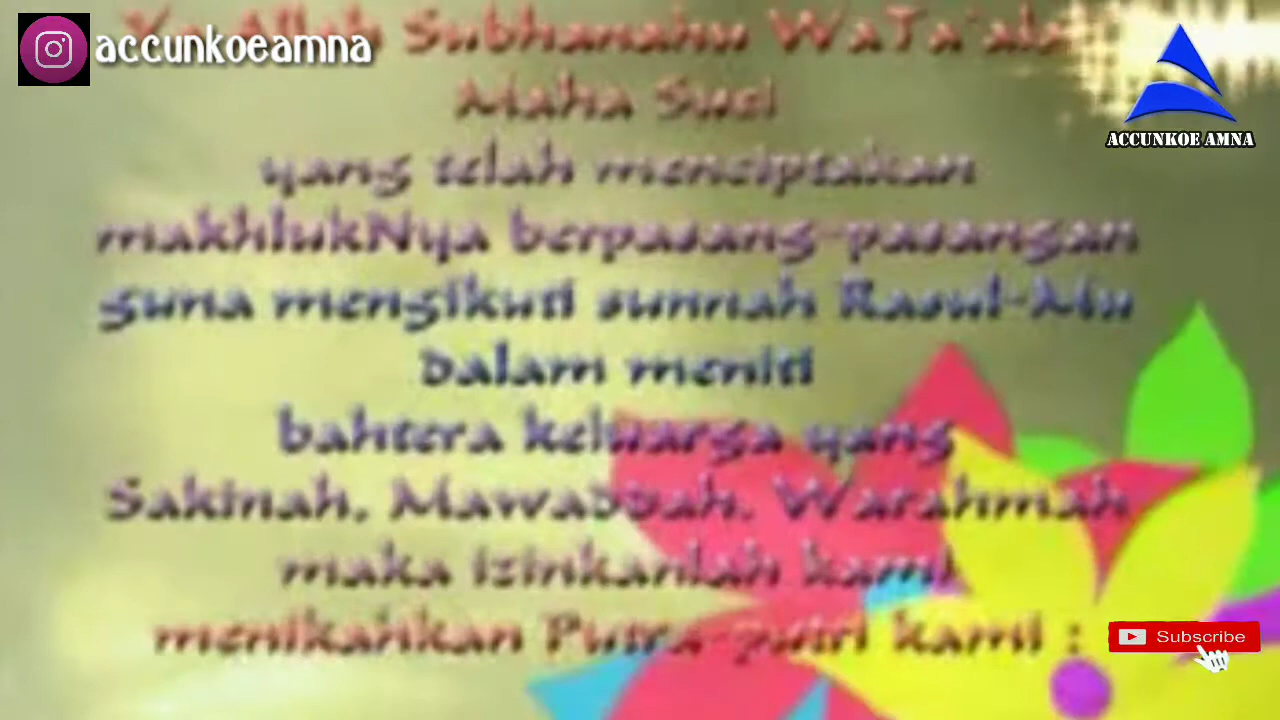 accunkoeamna
Ya Allah Subhanahu WaTa'ala
ACCUNKOE AMNA
Maha Suci
yang telah menciptakan
makhlukNya berpasang-pasangan
guna mengikuti sunnah Rasul-Mu
Dalam meniti
bahtera keluarga yang
Sakinah, Mawaddah, Warahmah
maka izinkanlah kami
menikahkan Putra-putri kami :
Subscribe